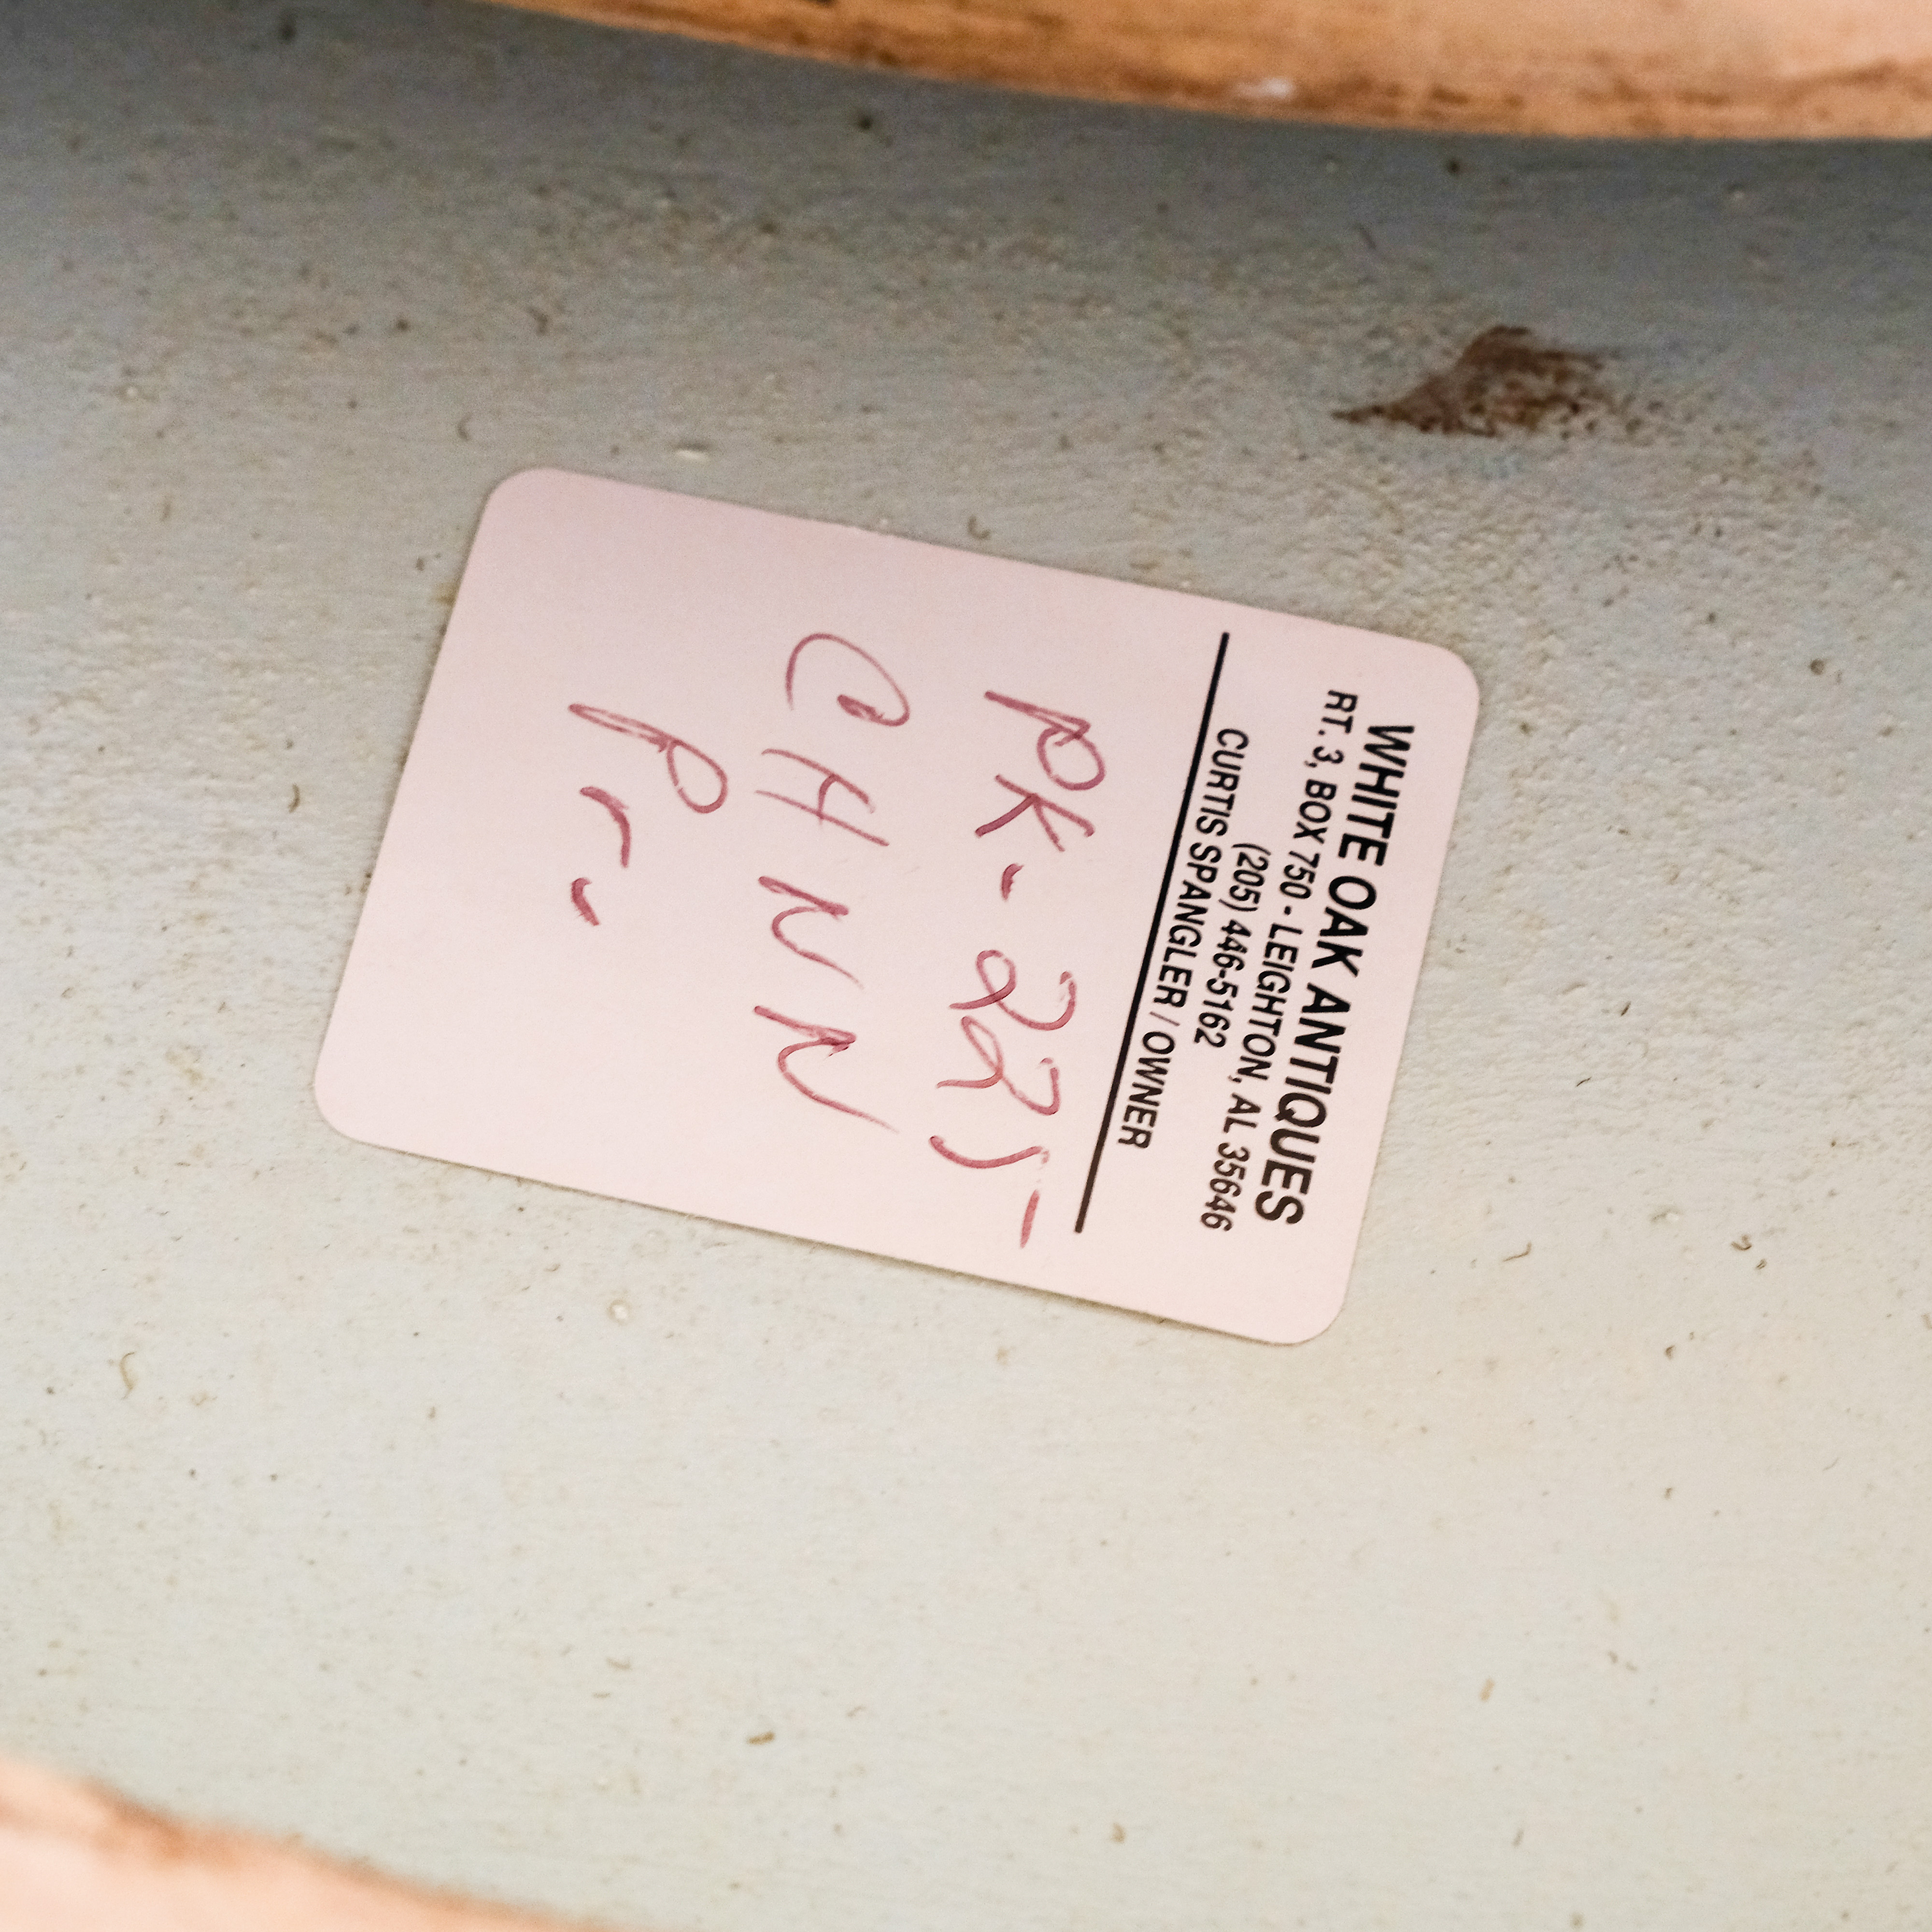 WHITE OAK ANTIQUES
RT. 3, BOX 750 - LEIGHTON, AL 35646
(205) 446-5162
CURTIS SPANGLER / OWNER
PK-225
CHNN
Pr-